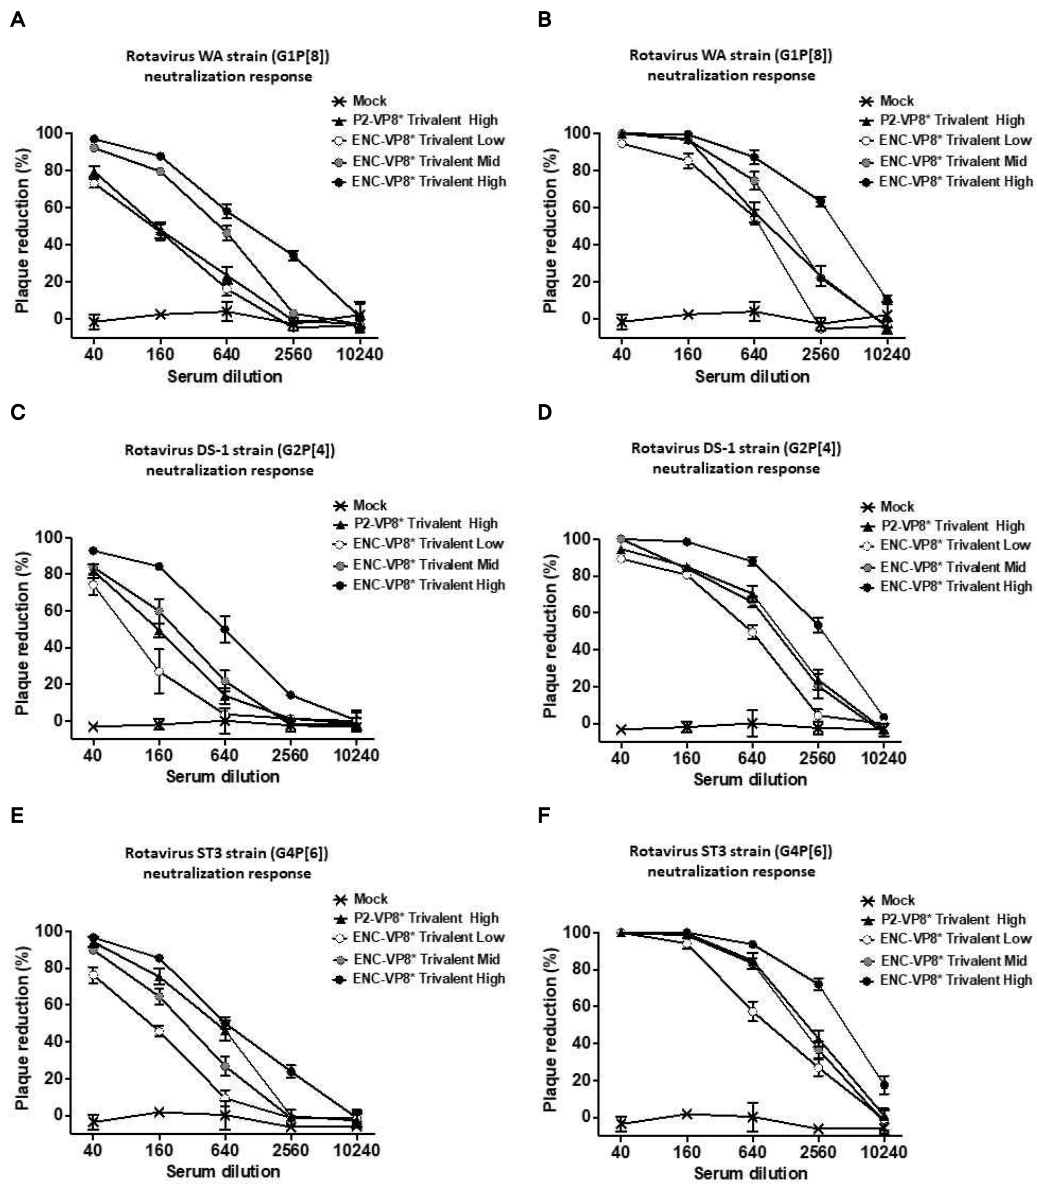 A
Rotavirus WA strain (G1P[8])
neutralization response
Mock
P2-VP8* Trivalent High
ENC-VP8* Trivalent Low
ENC-VP8* Trivalent Mid
ENC-VP8* Trivalent High
Plaque reduction (%)
100
80
60
40
20
0
40 160 640 2560 10240
Serum dilution
B
Rotavirus WA strain (G1P[8])
neutralization response
Mock
P2-VP8* Trivalent High
ENC-VP8* Trivalent Low
ENC-VP8* Trivalent Mid
ENC-VP8* Trivalent High
Plaque reduction (%)
100
80
60
40
20
0
40 160 640 2560 10240
Serum dilution
C
Rotavirus DS-1 strain (G2P[4])
neutralization response
Mock
P2-VP8* Trivalent High
ENC-VP8* Trivalent Low
ENC-VP8* Trivalent Mid
ENC-VP8* Trivalent High
Plaque reduction (%)
100
80
60
40
20
0
40 160 640 2560 10240
Serum dilution
D
Rotavirus DS-1 strain (G2P[4])
neutralization response
Mock
P2-VP8* Trivalent High
ENC-VP8* Trivalent Low
ENC-VP8* Trivalent Mid
ENC-VP8* Trivalent High
Plaque reduction (%)
100
80
60
40
20
0
40 160 640 2560 10240
Serum dilution
E
Rotavirus ST3 strain (G4P[6])
neutralization response
Mock
P2-VP8* Trivalent High
ENC-VP8* Trivalent Low
ENC-VP8* Trivalent Mid
ENC-VP8* Trivalent High
Plaque reduction (%)
100
80
60
40
20
0
40 160 640 2560 10240
Serum dilution
F
Rotavirus ST3 strain (G4P[6])
neutralization response
Mock
P2-VP8* Trivalent High
ENC-VP8* Trivalent Low
ENC-VP8* Trivalent Mid
ENC-VP8* Trivalent High
Plaque reduction (%)
100
80
60
40
20
0
40 160 640 2560 10240
Serum dilution